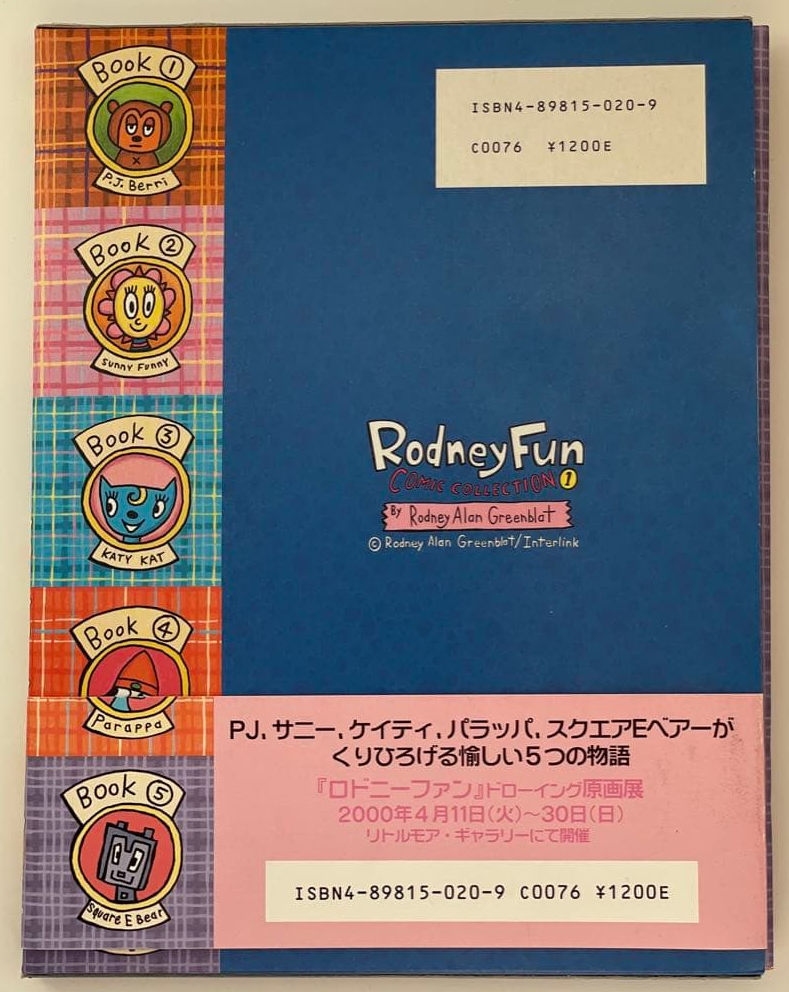 Book ①
P.J. Berri
Book ②
Sunny Funny
Book ③
KATY KAT
Book ④
Parappa
Book ⑤
Square E Bear
ISBN4-89815-020-9
C0076 ¥1200E
RodneyFun
COMIC COLLECTION 1
By Rodney Alan Greenblat
© Rodney Alan Greenblat/Interlink
PJ、サニー、ケイティ、パラッパ、スクエアEベアーが
くりひろげる愉しい5つの物語
『ロドニーファン』ドローイング原画展
2000年4月11日(火)〜30日(日)
リトルモア・ギャラリーにて開催
ISBN4-89815-020-9 C0076 ¥1200E